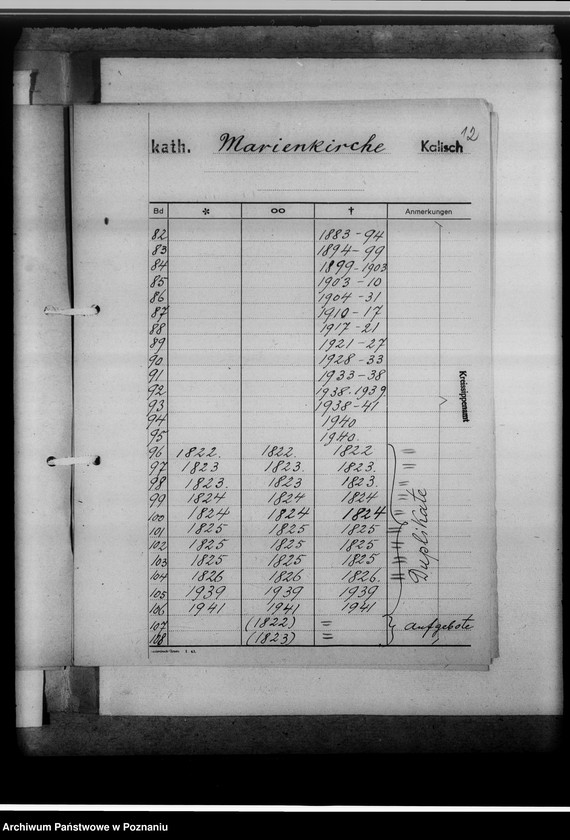 12
kath. Marienkirche Kalisch
Bd * ∞ † Anmerkungen
82 1883-94
83 1894-99
84 1899-1903
85 1903-10
86 1904-31
87 1910-17
88 1917-21
89 1921-27
90 1928-33
91 1933-38
92 1938-1939
93 1938-41
94 1940
95 1940.
Kreissippenamt
96 1822. 1822. 1822 "
97 1823 1823. 1823. "
98 1823. 1823 1823. "
99 1824 1824 1824 "
100 1824 1824 1824 "
101 1825 1825 1825 "
102 1825 1825 1825 "
103 1825 1825 1825 "
104 1826 1826 1826. "
105 1939 1939 1939
106 1941 1941 1941
Duplikate
107 (1822) = } Aufgebote
108 (1823) = "
Archiwum Państwowe w Poznaniu